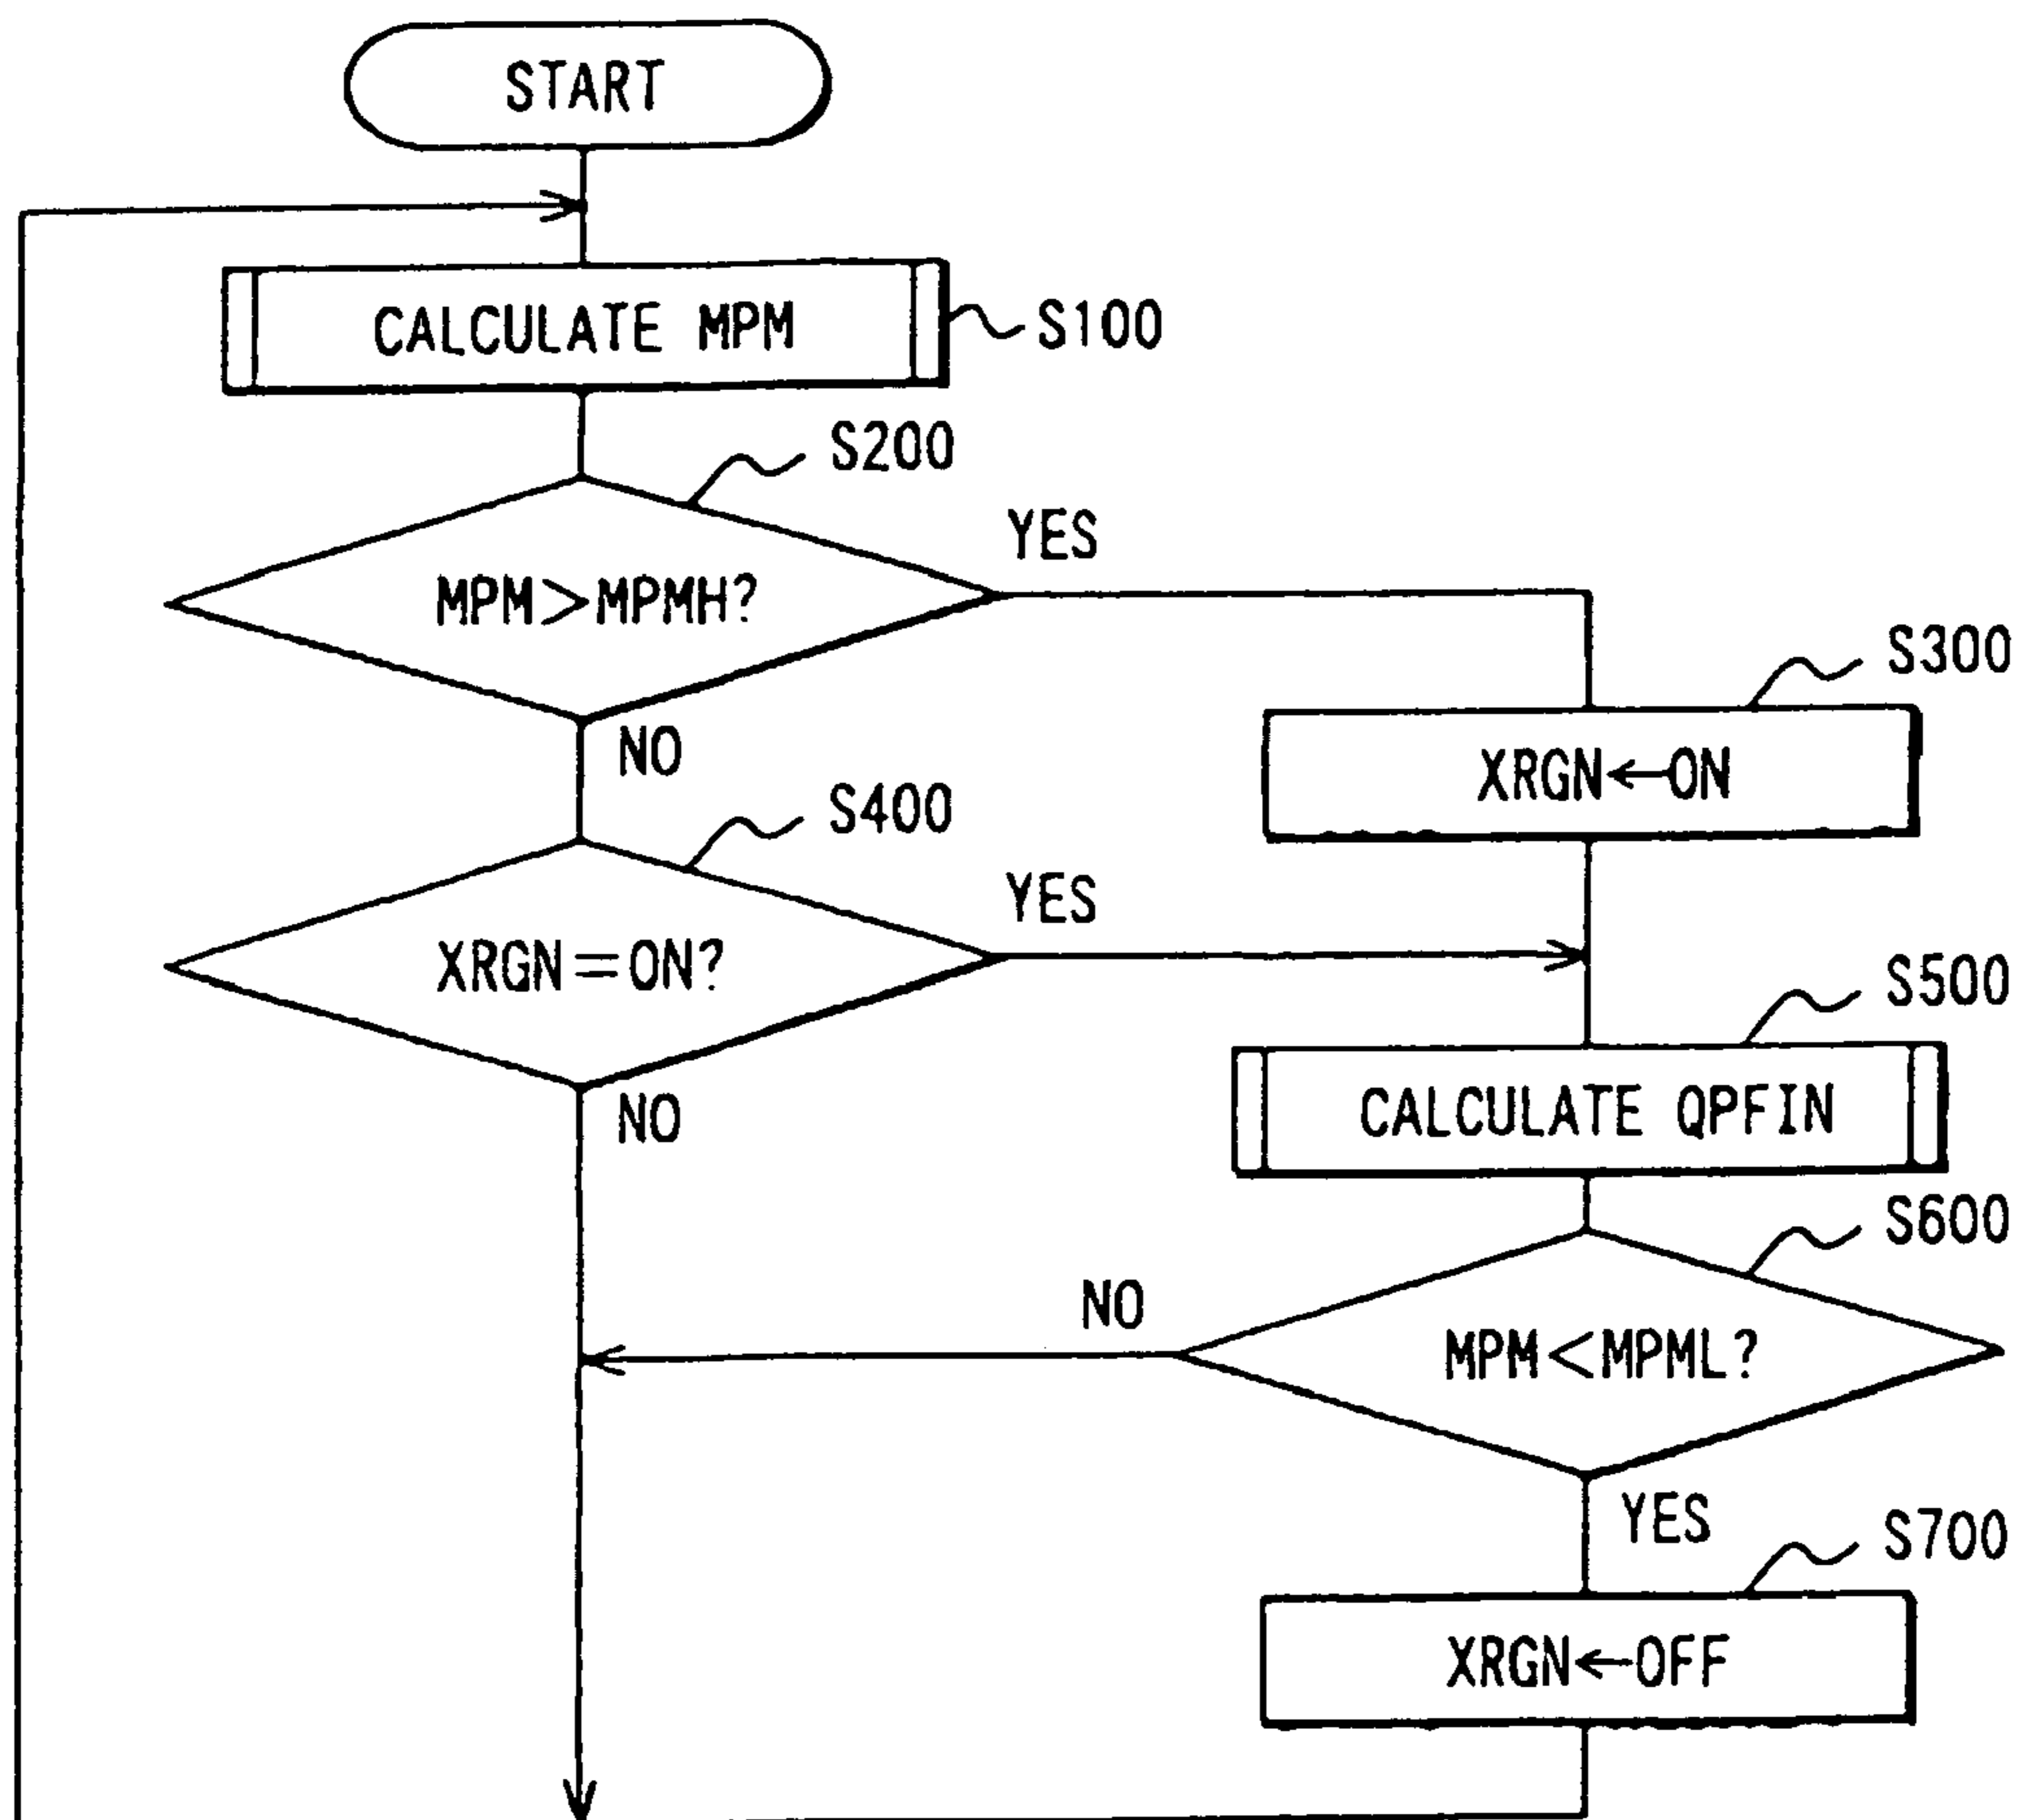 START
CALCULATE MPM
S100
S200
MPM>MPMH?
YES
NO
S300
XRGN←ON
S400
XRGN=ON?
YES
NO
S500
CALCULATE QPFIN
S600
MPM<MPML?
NO
YES
S700
XRGN←OFF